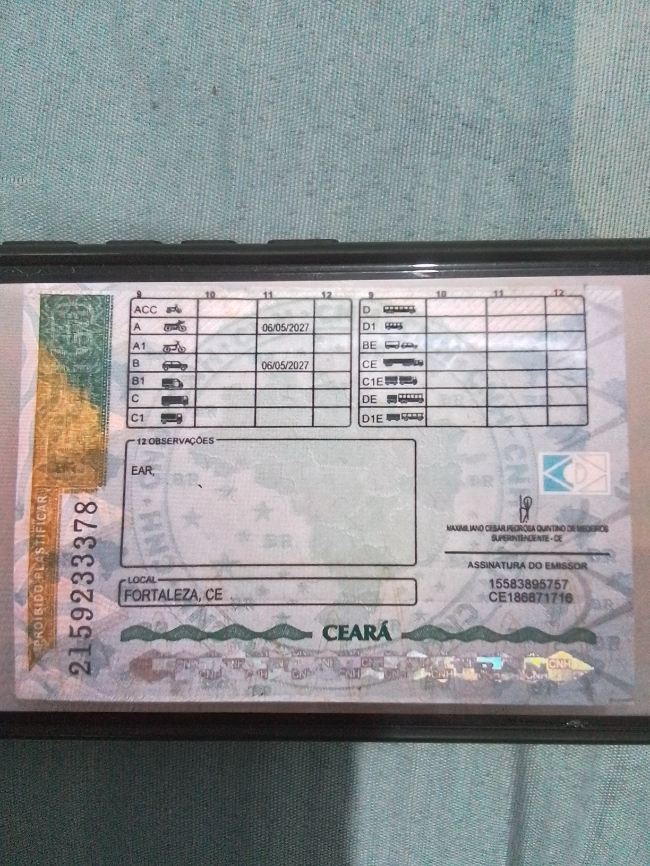 9 10 11 12
ACC
A 06/05/2027
A1
B 06/05/2027
B1
C
C1
9 10 11 12
D
D1
BE
CE
C1E
DE
D1E
12 OBSERVAÇÕES
EAR,
MAXIMILIANO CESAR PEDROSA QUINTINO DE MEDEIROS
SUPERINTENDENTE - CE
ASSINATURA DO EMISSOR
15583895757
CE186871716
LOCAL
FORTALEZA, CE
CEARÁ
PROIBIDO PLASTIFICAR
2159233378
CNH